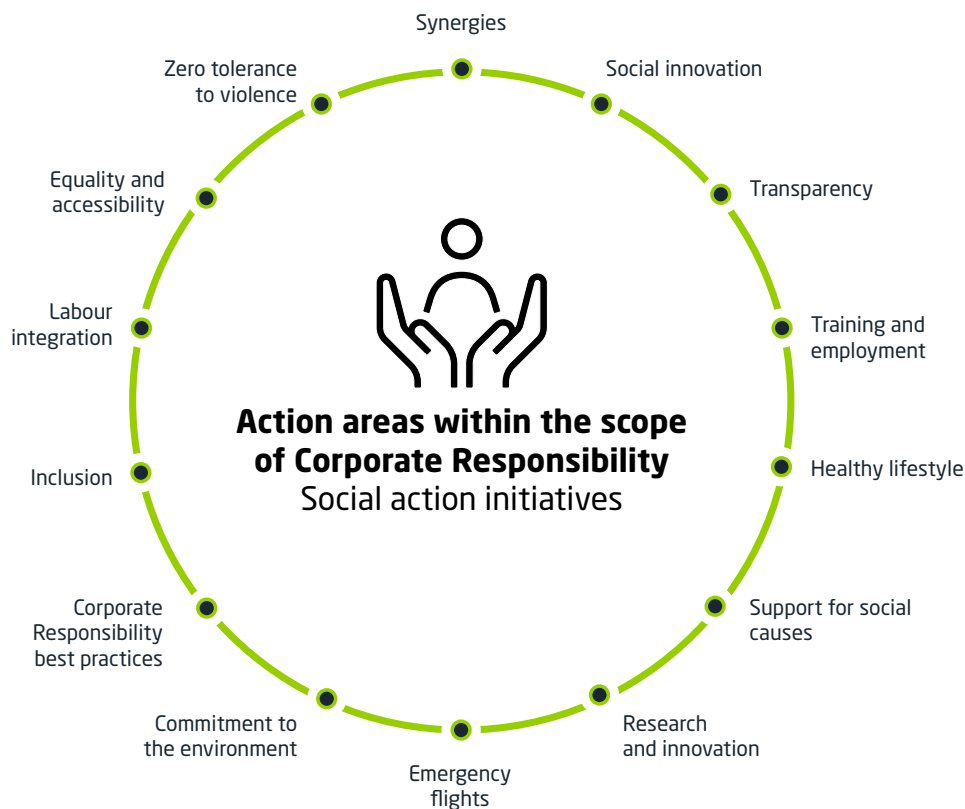 Synergies
Social innovation
Transparency
Training and
employment
Healthy lifestyle
Support for social
causes
Research
and innovation
Emergency
flights
Commitment to
the environment
Corporate
Responsibility
best practices
Inclusion
Labour
integration
Equality and
accessibility
Zero tolerance
to violence
Action areas within the scope
of Corporate Responsibility
Social action initiatives